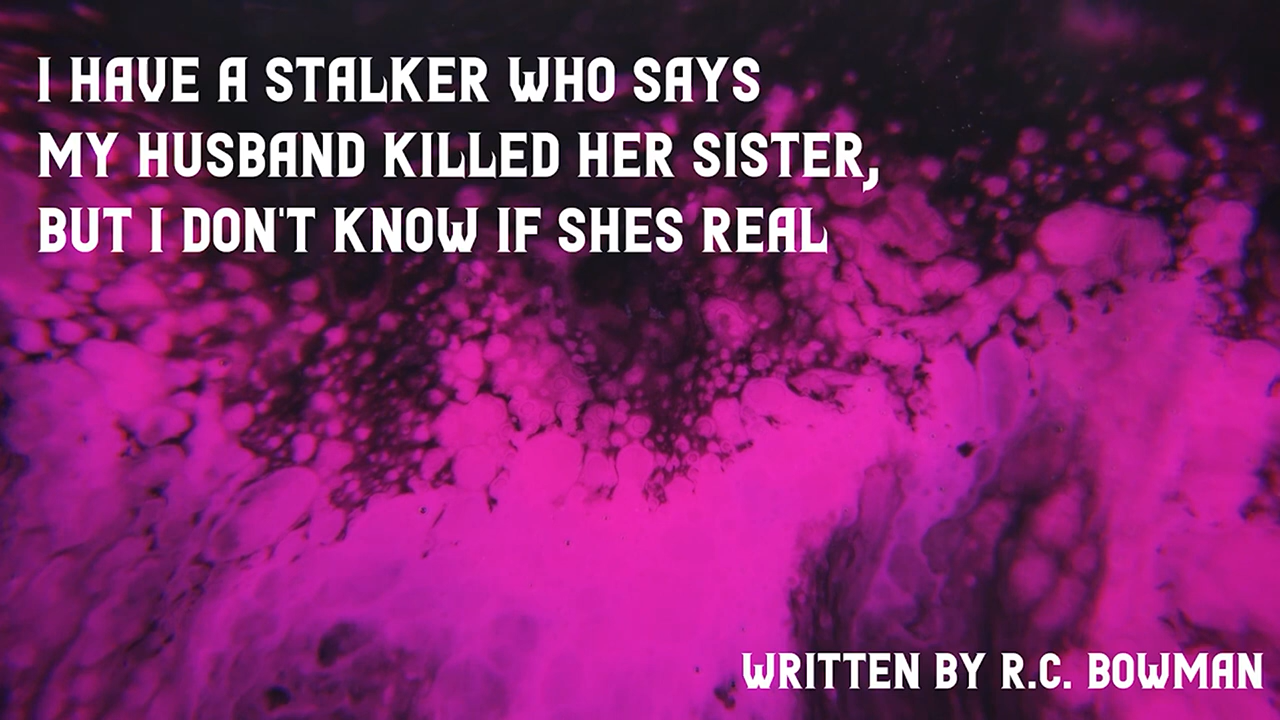 I HAVE A STALKER WHO SAYS
MY HUSBAND KILLED HER SISTER,
BUT I DON'T KNOW IF SHES REAL
WRITTEN BY R.C. BOWMAN